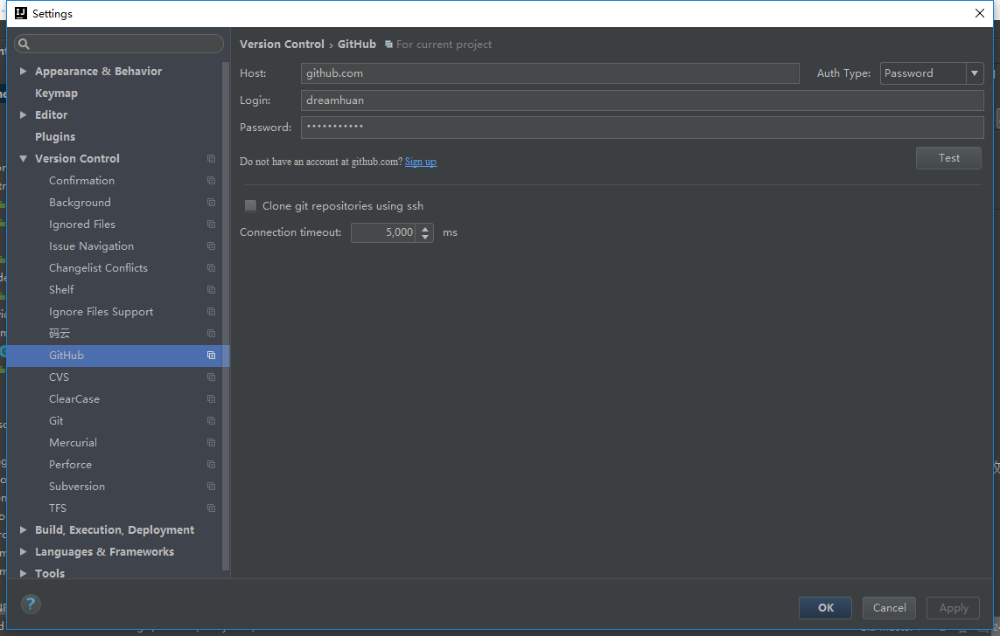 Settings
Version Control › GitHub For current project
Appearance & Behavior
Keymap
Editor
Plugins
Version Control
Confirmation
Background
Ignored Files
Issue Navigation
Changelist Conflicts
Shelf
Ignore Files Support
码云
GitHub
CVS
ClearCase
Git
Mercurial
Perforce
Subversion
TFS
Build, Execution, Deployment
Languages & Frameworks
Tools
Host: github.com Auth Type: Password
Login: dreamhuan
Password: •••••••••••
Do not have an account at github.com? Sign up
Test
Clone git repositories using ssh
Connection timeout: 5,000 ms
?
OK Cancel Apply